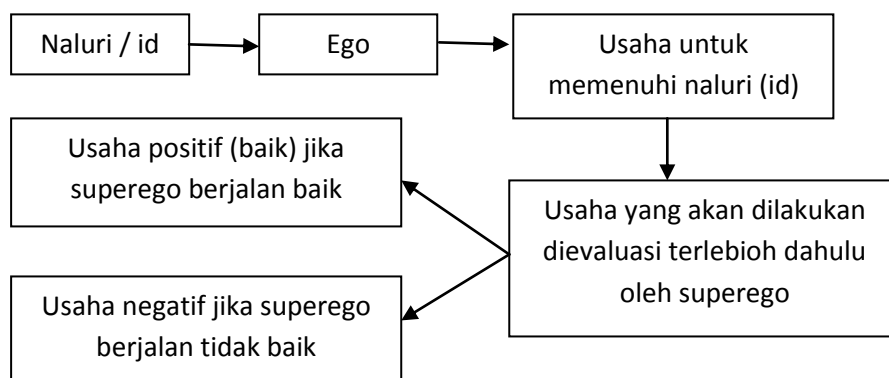 Naluri / id
Ego
Usaha untuk
memenuhi naluri (id)
Usaha yang akan dilakukan
dievaluasi terlebioh dahulu
oleh superego
Usaha positif (baik) jika
superego berjalan baik
Usaha negatif jika superego
berjalan tidak baik